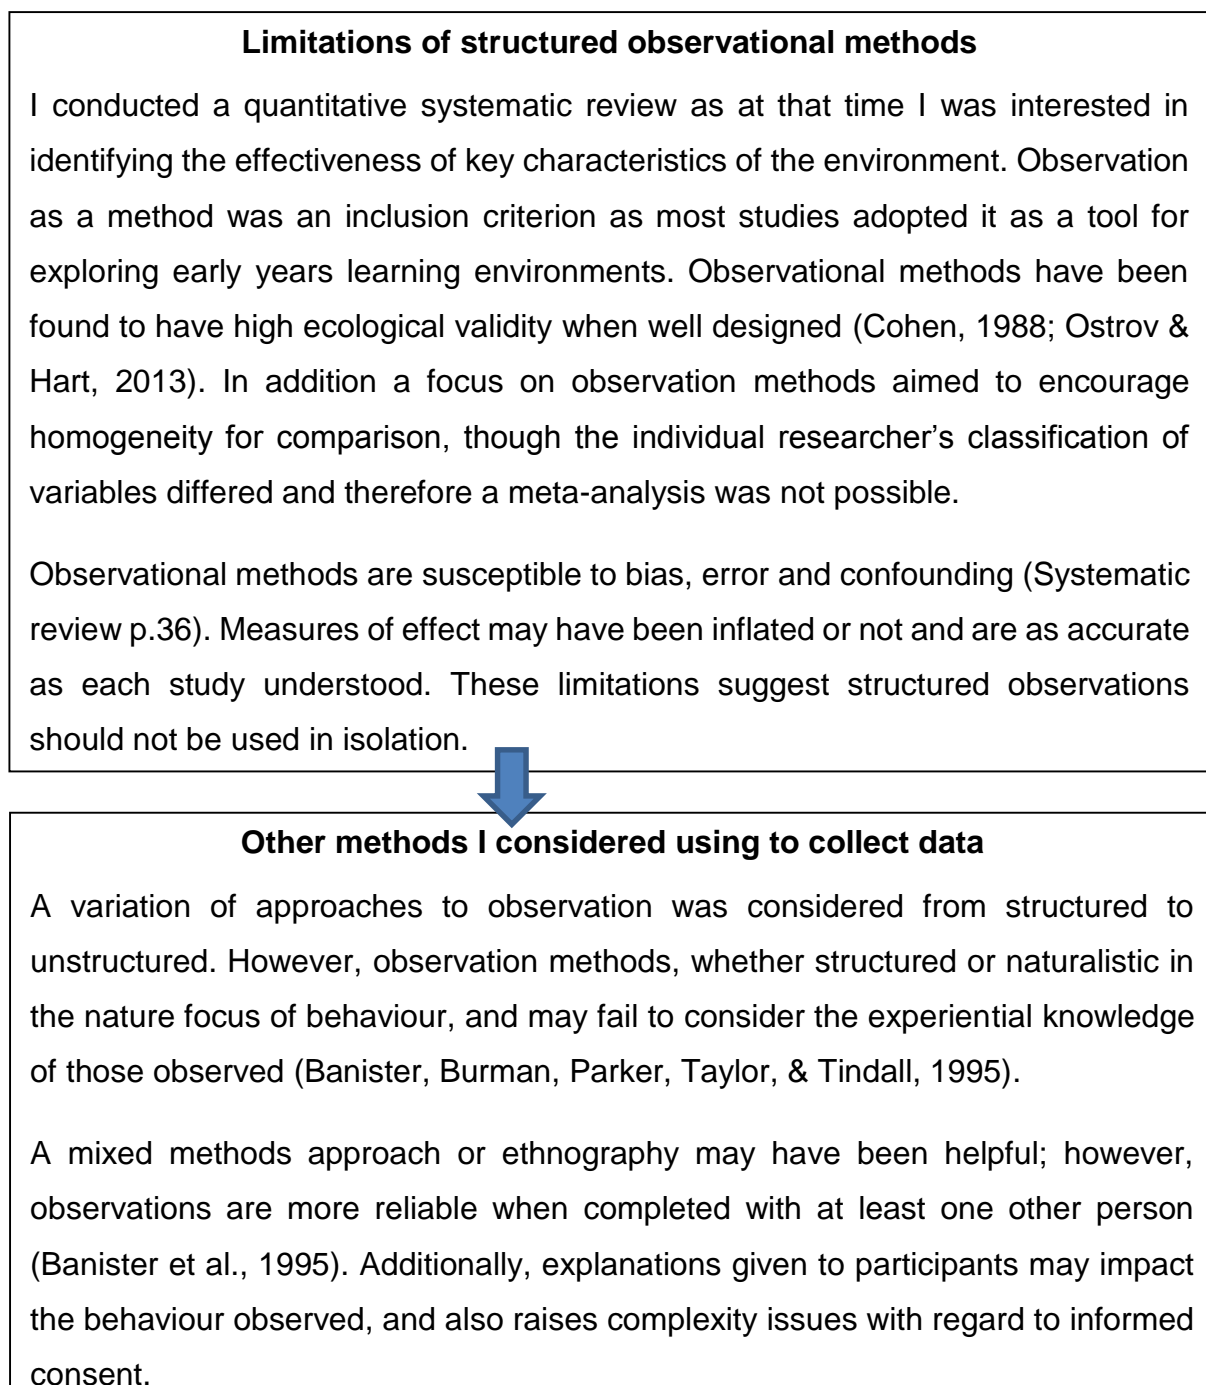 Limitations of structured observational methods
I conducted a quantitative systematic review as at that time I was interested in
identifying the effectiveness of key characteristics of the environment. Observation
as a method was an inclusion criterion as most studies adopted it as a tool for
exploring early years learning environments. Observational methods have been
found to have high ecological validity when well designed (Cohen, 1988; Ostrov &
Hart, 2013). In addition a focus on observation methods aimed to encourage
homogeneity for comparison, though the individual researcher's classification of
variables differed and therefore a meta-analysis was not possible.
Observational methods are susceptible to bias, error and confounding (Systematic
review p.36). Measures of effect may have been inflated or not and are as accurate
as each study understood. These limitations suggest structured observations
should not be used in isolation.
Other methods I considered using to collect data
A variation of approaches to observation was considered from structured to
unstructured. However, observation methods, whether structured or naturalistic in
the nature focus of behaviour, and may fail to consider the experiential knowledge
of those observed (Banister, Burman, Parker, Taylor, & Tindall, 1995).
A mixed methods approach or ethnography may have been helpful; however,
observations are more reliable when completed with at least one other person
(Banister et al., 1995). Additionally, explanations given to participants may impact
the behaviour observed, and also raises complexity issues with regard to informed
consent.